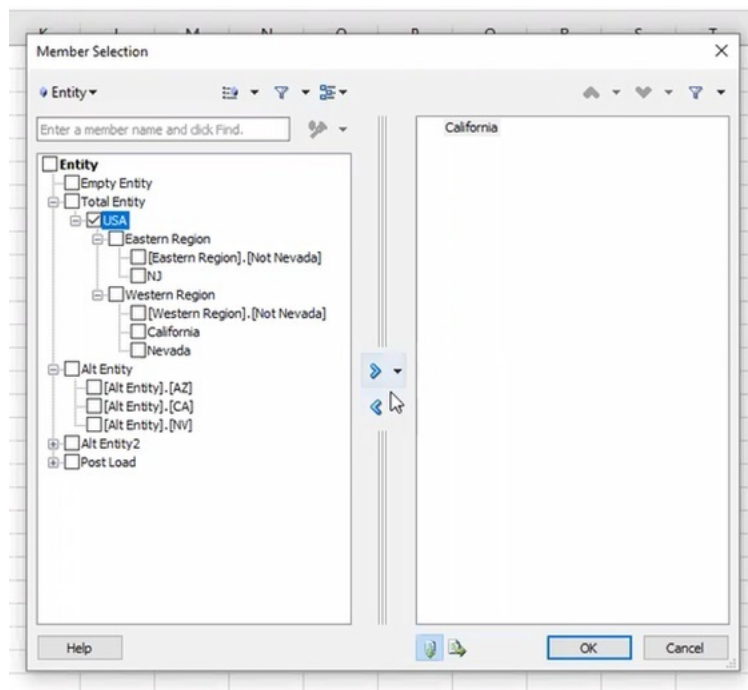 Member Selection
Entity
Enter a member name and click Find.
Entity
Empty Entity
Total Entity
USA
Eastern Region
[Eastern Region].[Not Nevada]
NJ
Western Region
[Western Region].[Not Nevada]
California
Nevada
Alt Entity
[Alt Entity].[AZ]
[Alt Entity].[CA]
[Alt Entity].[NV]
Alt Entity2
Post Load
California
Help
OK
Cancel